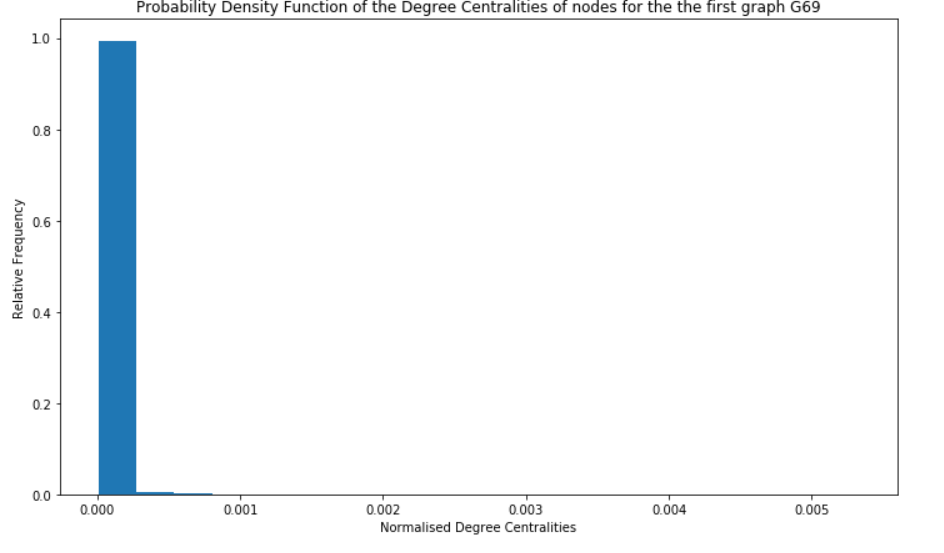 Probability Density Function of the Degree Centralities of nodes for the the first graph G69
1.0
0.8
0.6
0.4
0.2
0.0
Relative Frequency
0.000 0.001 0.002 0.003 0.004 0.005
Normalised Degree Centralities